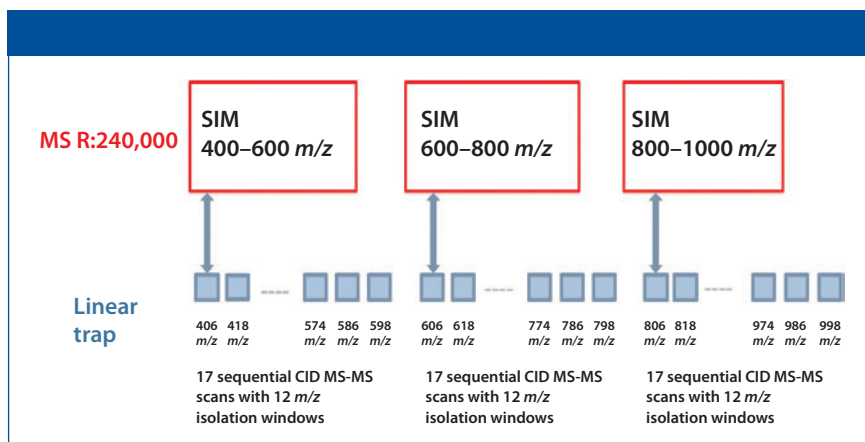 SIM
400–600 m/z
SIM
600–800 m/z
SIM
800–1000 m/z
MS R:240,000
Linear
trap
406 418 574 586 598 606 618 774 786 798 806 818 974 986 998
m/z m/z m/z m/z m/z m/z m/z m/z m/z m/z m/z m/z m/z m/z m/z
17 sequential CID MS-MS
scans with 12 m/z
isolation windows
17 sequential CID MS-MS
scans with 12 m/z
isolation windows
17 sequential CID MS-MS
scans with 12 m/z
isolation windows